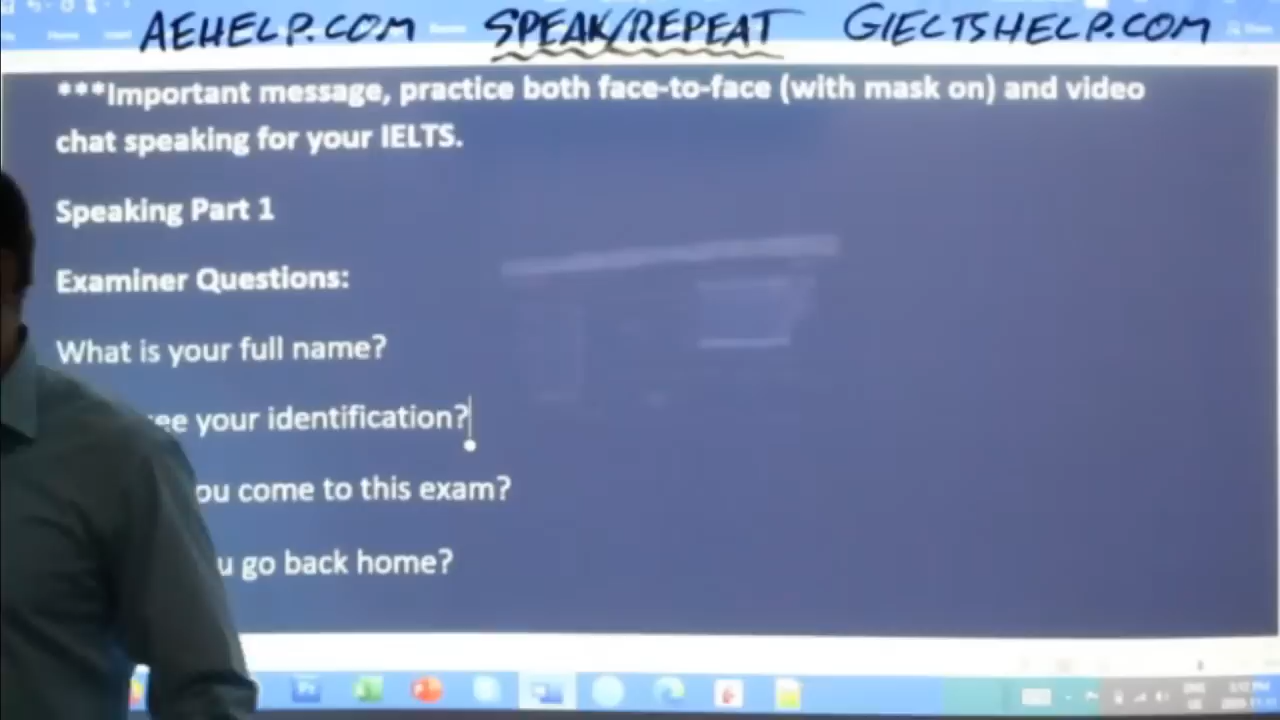 AEHELP.COM SPEAK/REPEAT GIELTSHELP.COM
***Important message, practice both face-to-face (with mask on) and video
chat speaking for your IELTS.
Speaking Part 1
Examiner Questions:
What is your full name?
your identification?
come to this exam?
go back home?